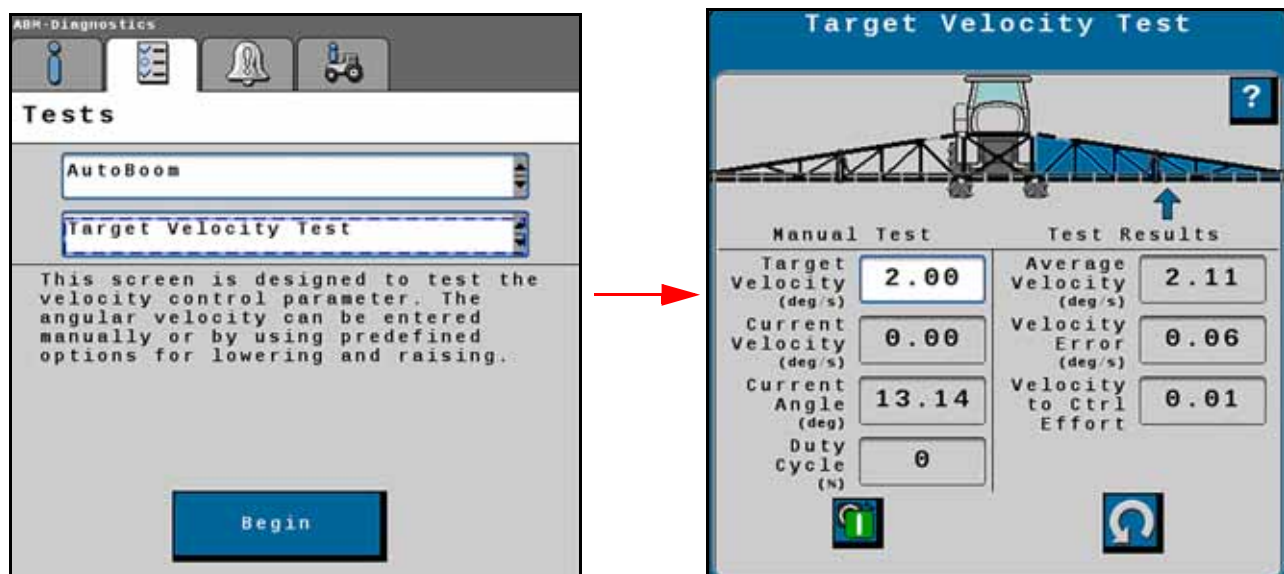 ABM-Diagnostics
Tests
AutoBoom
Target Velocity Test
This screen is designed to test the
velocity control parameter. The
angular velocity can be entered
manually or by using predefined
options for lowering and raising.
Begin
Target Velocity Test
?
Manual Test
Target
Velocity
(deg/s)
2.00
Current
Velocity
(deg/s)
0.00
Current
Angle
(deg)
13.14
Duty
Cycle
(%)
0
Test Results
Average
Velocity
(deg/s)
2.11
Velocity
Error
(deg/s)
0.06
Velocity
to Ctrl
Effort
0.01